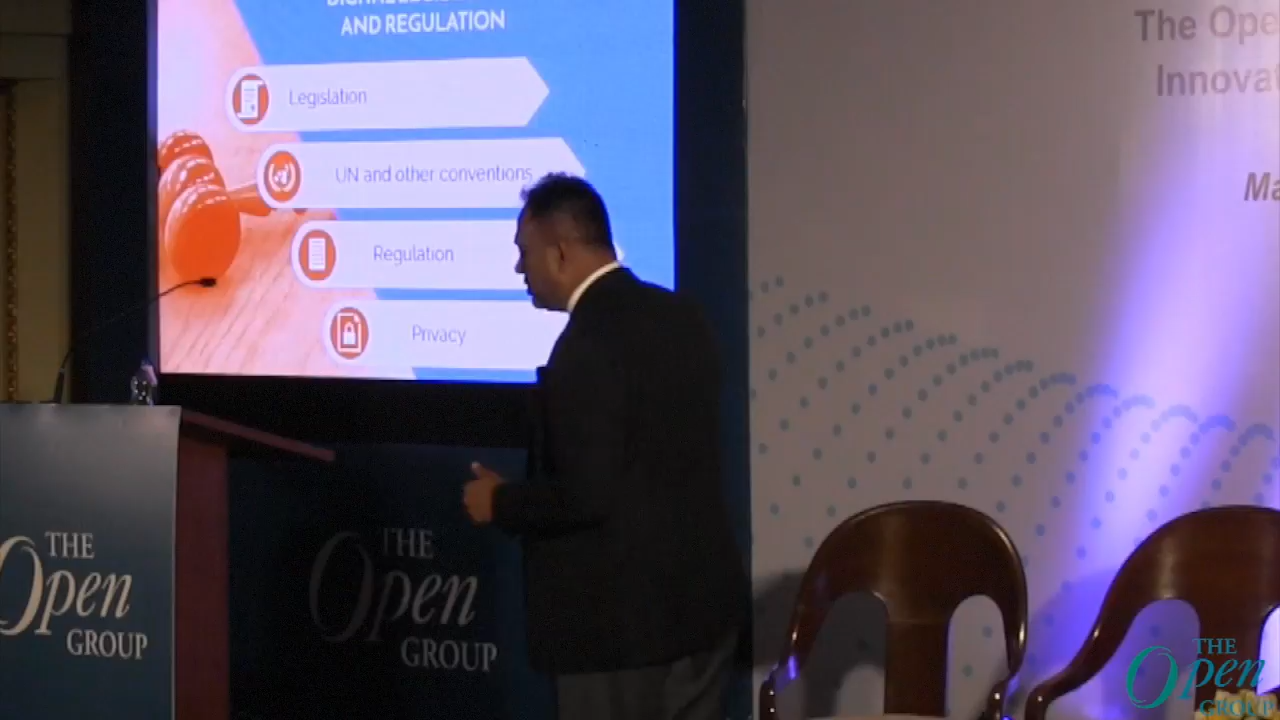 AND REGULATION
Legislation
UN and other conventions
Regulation
Privacy
The Ope
Innova
Ma
THE
Open
GROUP
THE
Open
GROUP
THE
Open
GROUP